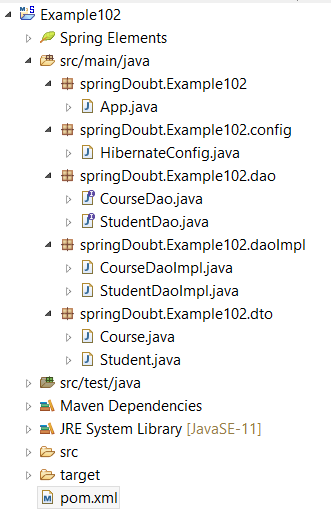 Example102
Spring Elements
src/main/java
springDoubt.Example102
App.java
springDoubt.Example102.config
HibernateConfig.java
springDoubt.Example102.dao
CourseDao.java
StudentDao.java
springDoubt.Example102.daoImpl
CourseDaoImpl.java
StudentDaoImpl.java
springDoubt.Example102.dto
Course.java
Student.java
src/test/java
Maven Dependencies
JRE System Library [JavaSE-11]
src
target
pom.xml